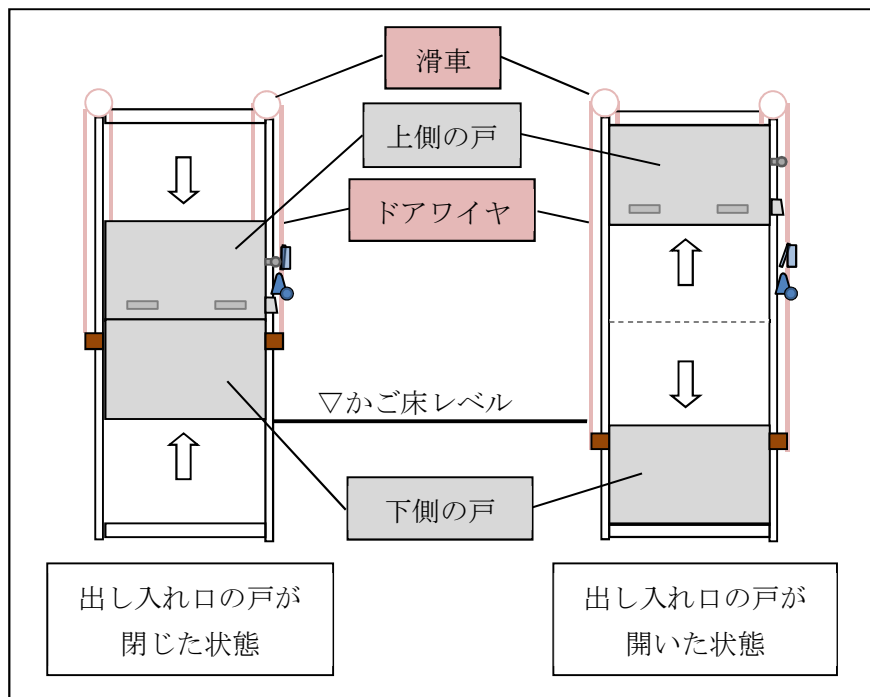 滑車
上側の戸
ドアワイヤ
▽かご床レベル
下側の戸
出し入れ口の戸が
閉じた状態
出し入れ口の戸が
開いた状態